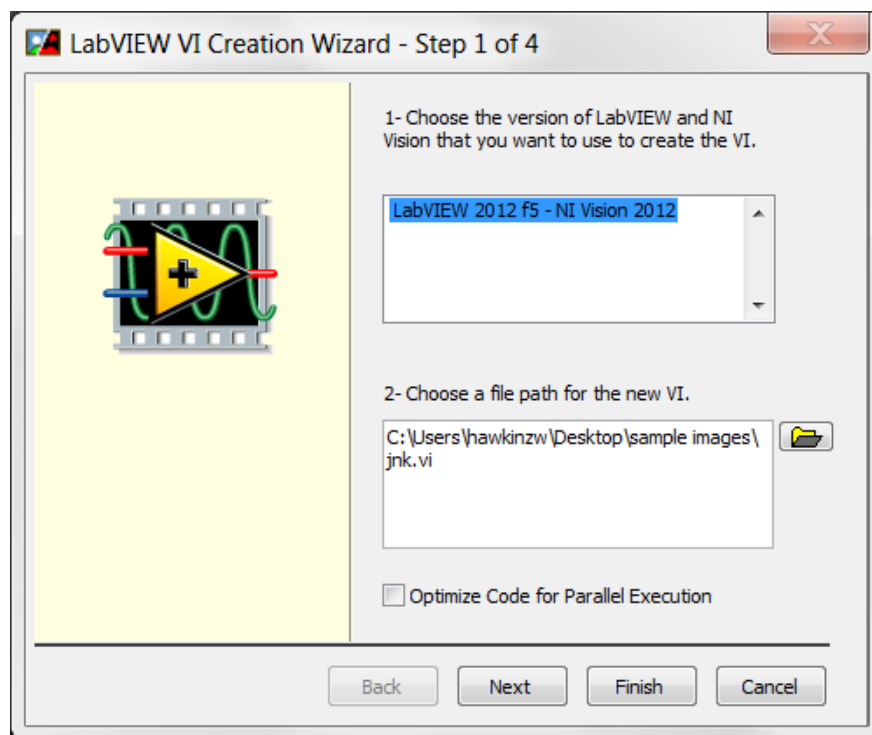 LabVIEW VI Creation Wizard - Step 1 of 4
1- Choose the version of LabVIEW and NI
Vision that you want to use to create the VI.
LabVIEW 2012 f5 - NI Vision 2012
2- Choose a file path for the new VI.
C:\Users\hawkinzw\Desktop\sample images\
jnk.vi
Optimize Code for Parallel Execution
Back Next Finish Cancel